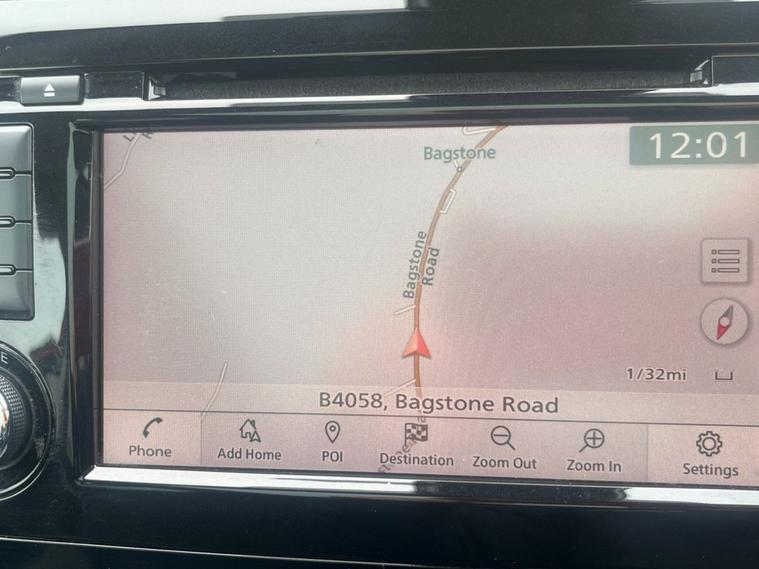 Bagstone
12:01
Bagstone
Road
1/32mi
B4058, Bagstone Road
Phone
Add Home
POI
Destination
Zoom Out
Zoom In
Settings
E